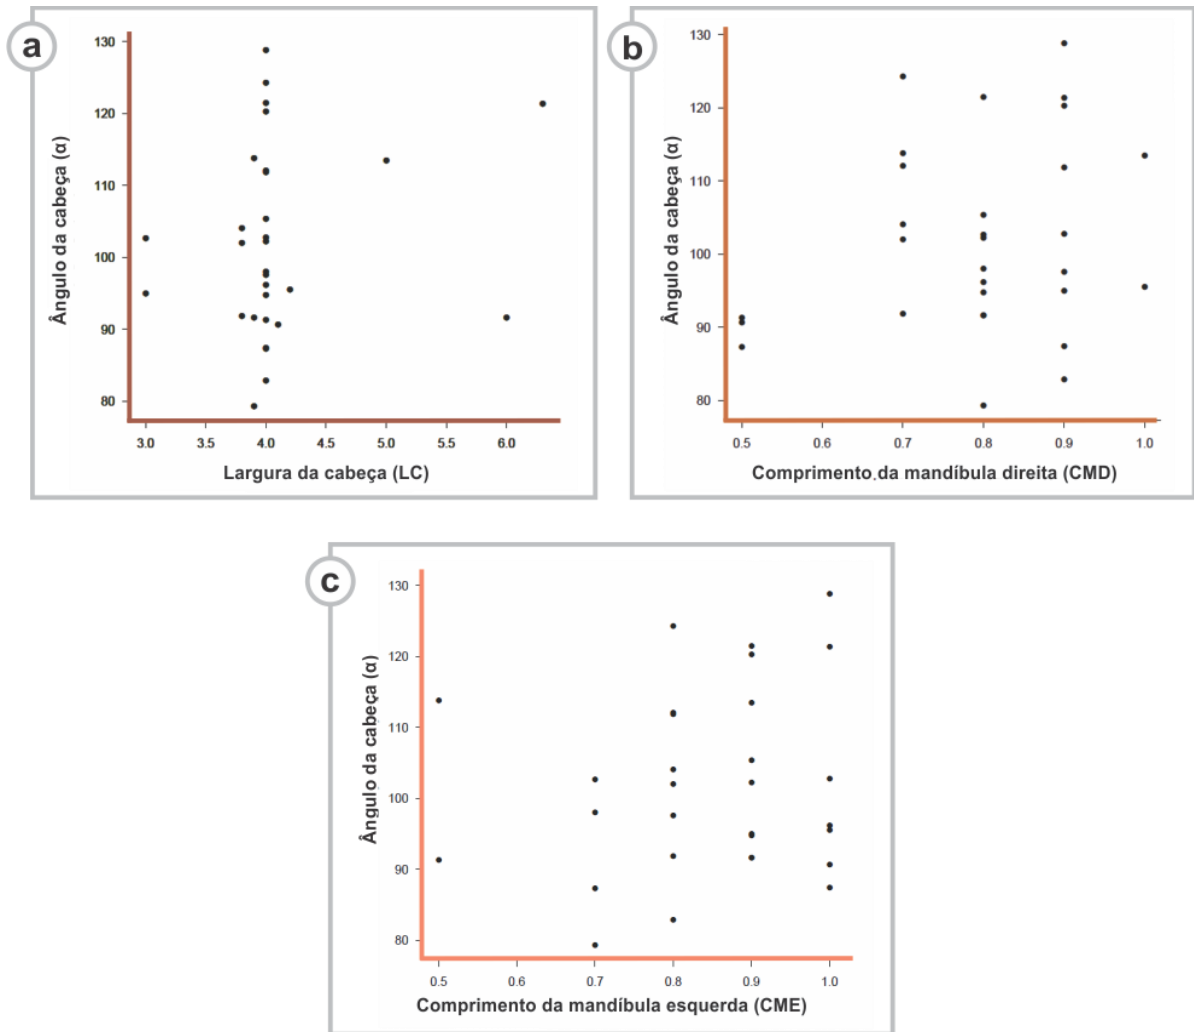 a
130
120
110
100
90
80
Ângulo da cabeça (α)
3.0 3.5 4.0 4.5 5.0 5.5 6.0
Largura da cabeça (LC)
b
130
120
110
100
90
80
Ângulo da cabeça (α)
0.5 0.6 0.7 0.8 0.9 1.0
Comprimento da mandíbula direita (CMD)
c
130
120
110
100
90
80
Ângulo da cabeça (α)
0.5 0.6 0.7 0.8 0.9 1.0
Comprimento da mandíbula esquerda (CME)